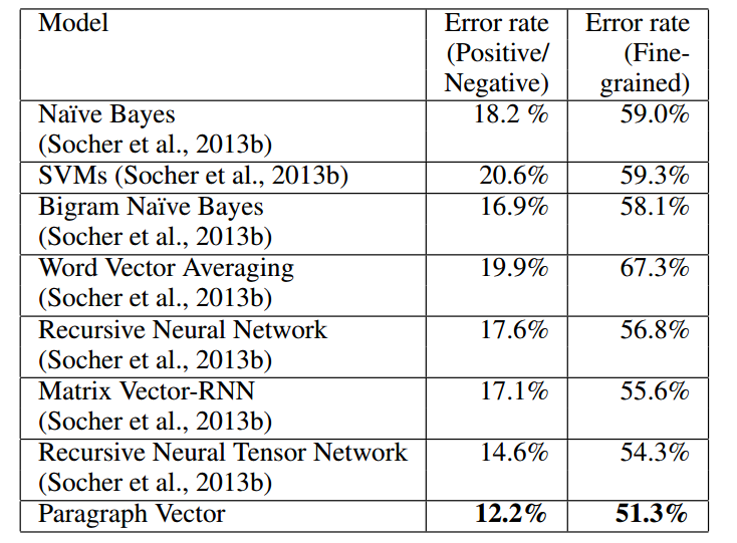 Model Error rate Error rate
(Positive/ (Fine-
Negative) grained)
Naïve Bayes 18.2 % 59.0%
(Socher et al., 2013b)
SVMs (Socher et al., 2013b) 20.6% 59.3%
Bigram Naïve Bayes 16.9% 58.1%
(Socher et al., 2013b)
Word Vector Averaging 19.9% 67.3%
(Socher et al., 2013b)
Recursive Neural Network 17.6% 56.8%
(Socher et al., 2013b)
Matrix Vector-RNN 17.1% 55.6%
(Socher et al., 2013b)
Recursive Neural Tensor Network 14.6% 54.3%
(Socher et al., 2013b)
Paragraph Vector 12.2% 51.3%